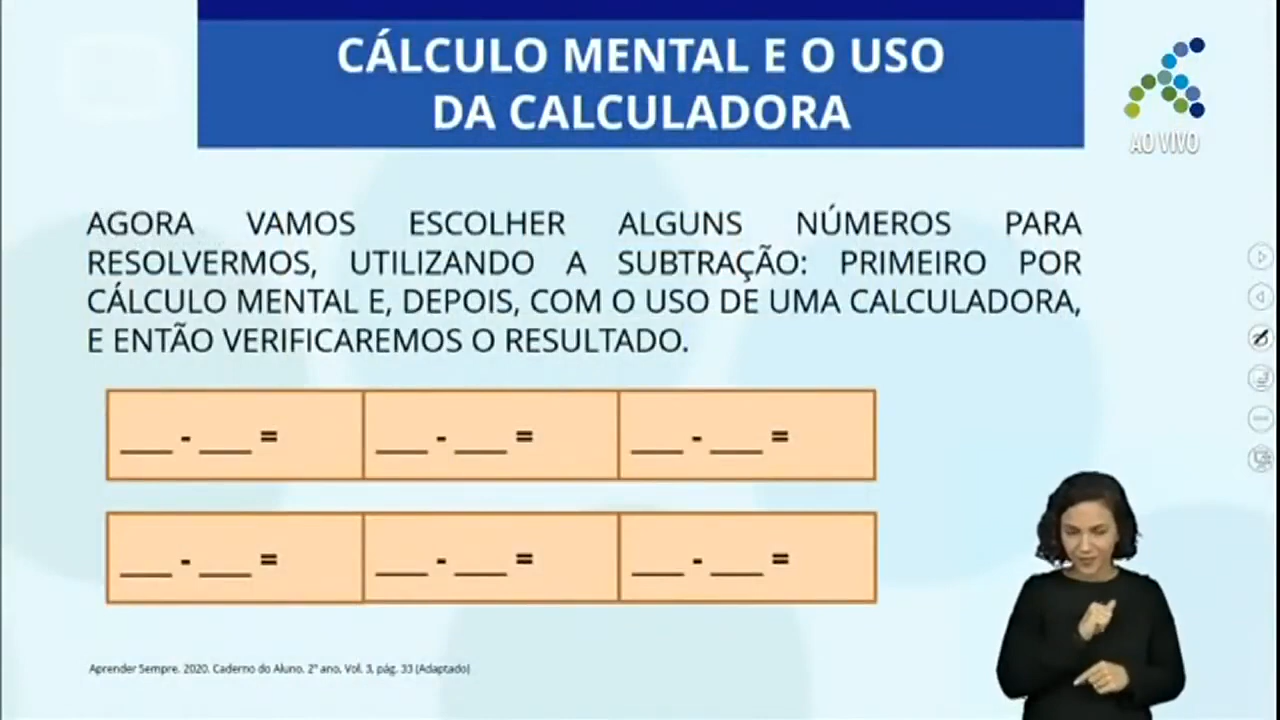 CÁLCULO MENTAL E O USO
DA CALCULADORA
AO VIVO
AGORA VAMOS ESCOLHER ALGUNS NÚMEROS PARA
RESOLVERMOS, UTILIZANDO A SUBTRAÇÃO: PRIMEIRO POR
CÁLCULO MENTAL E, DEPOIS, COM O USO DE UMA CALCULADORA,
E ENTÃO VERIFICAREMOS O RESULTADO.
___ - ___ = ___ - ___ = ___ - ___ =
___ - ___ = ___ - ___ = ___ - ___ =
Aprender Sempre. 2020. Caderno do Aluno. 2º ano. Vol. 3, pág. 33 (Adaptado)